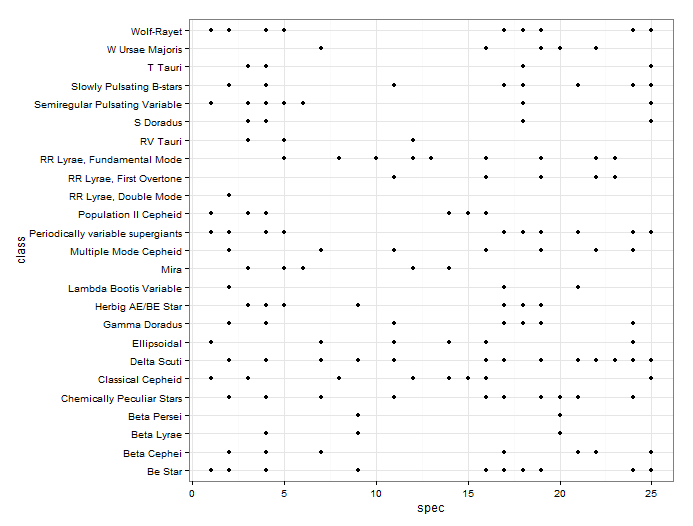 Wolf-Rayet
W Ursae Majoris
T Tauri
Slowly Pulsating B-stars
Semiregular Pulsating Variable
S Doradus
RV Tauri
RR Lyrae, Fundamental Mode
RR Lyrae, First Overtone
RR Lyrae, Double Mode
Population II Cepheid
Periodically variable supergiants
Multiple Mode Cepheid
Mira
Lambda Bootis Variable
Herbig AE/BE Star
Gamma Doradus
Ellipsoidal
Delta Scuti
Classical Cepheid
Chemically Peculiar Stars
Beta Persei
Beta Lyrae
Beta Cephei
Be Star
class
0 5 10 15 20 25
spec